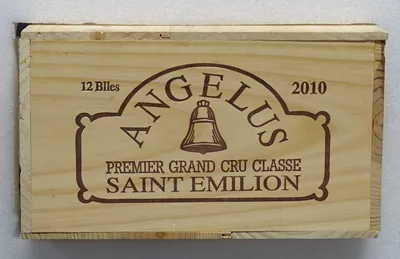 12 Blles
2010
ANGELUS
PREMIER GRAND CRU CLASSE
SAINT EMILION